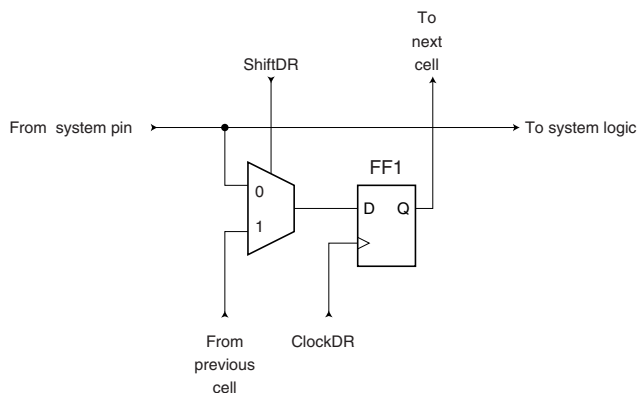 To
next
cell
ShiftDR
From system pin
To system logic
FF1
0
D Q
1
From
previous
cell
ClockDR